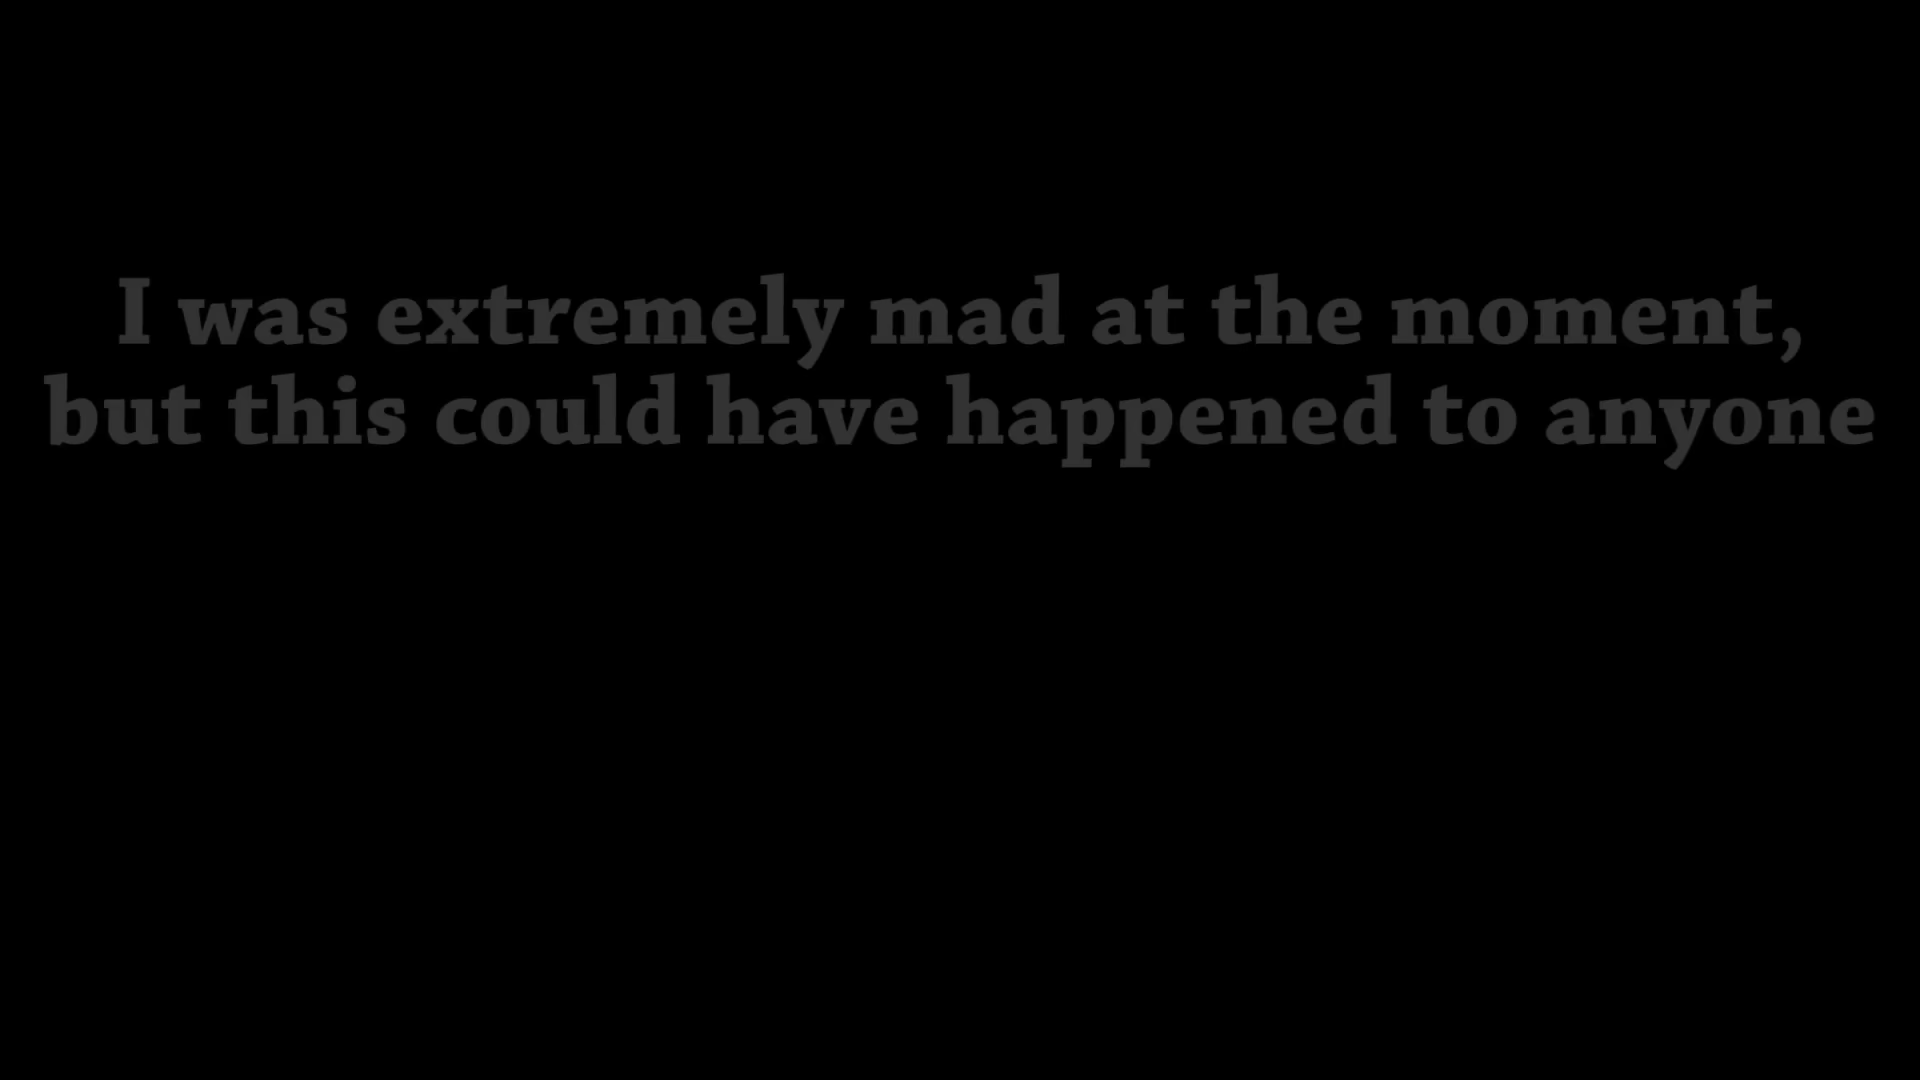 I was extremely mad at the moment,
but this could have happened to anyone